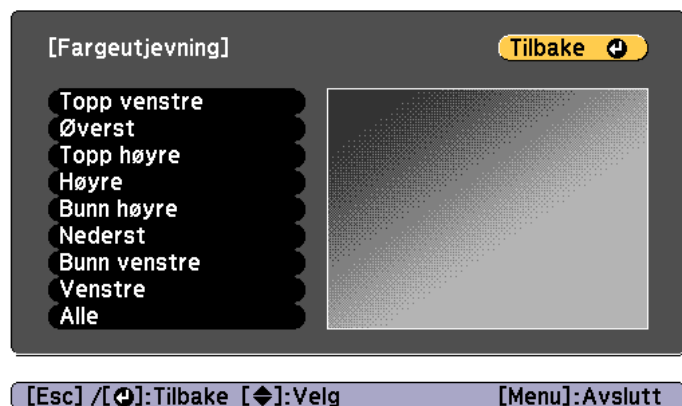 [Fargeutjevning]
Tilbake
Topp venstre
Øverst
Topp høyre
Høyre
Bunn høyre
Nederst
Bunn venstre
Venstre
Alle
[Esc] /[⏎]:Tilbake [◆]:Velg [Menu]:Avslutt